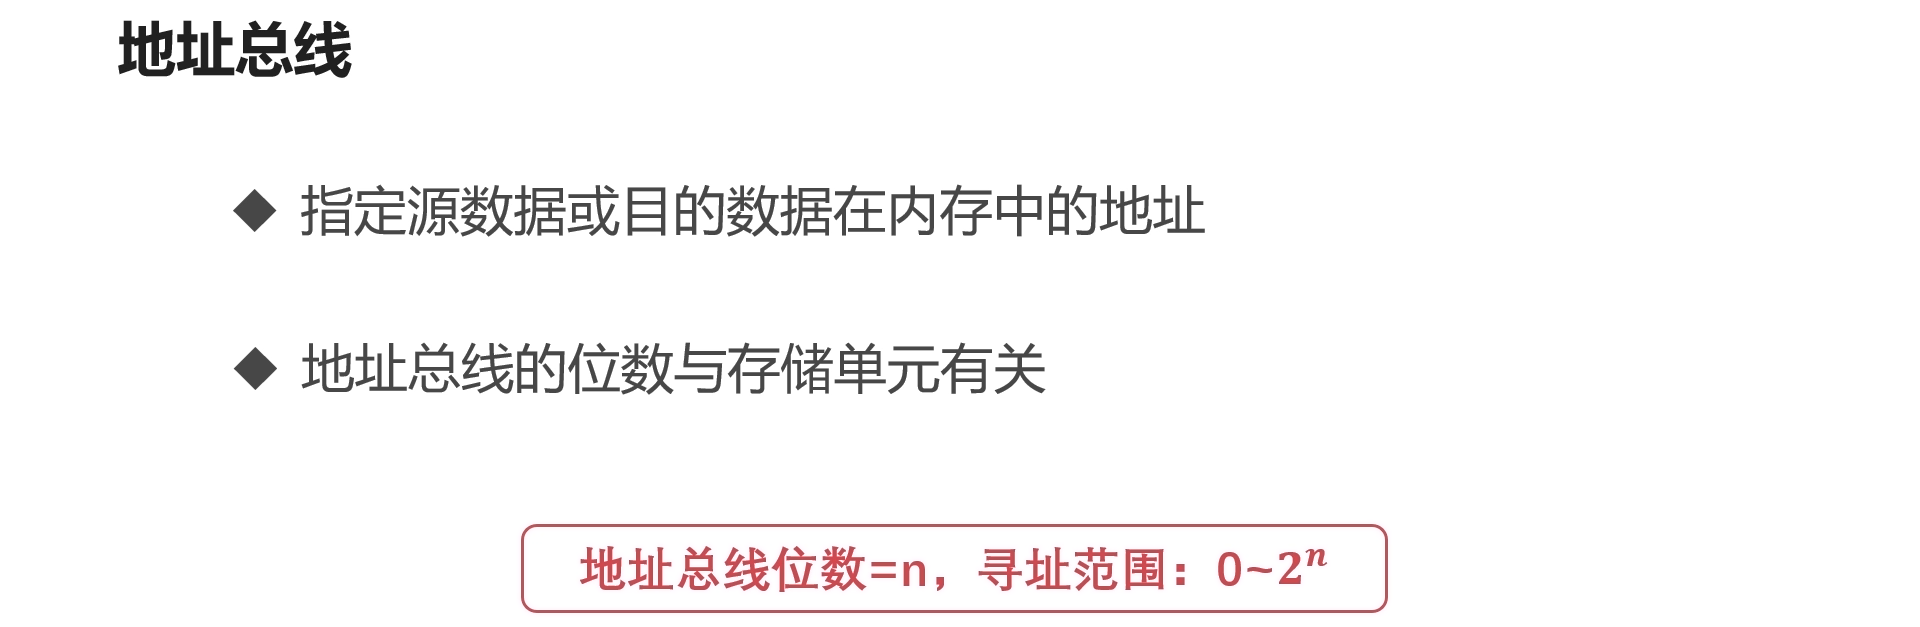 地址总线
◆ 指定源数据或目的数据在内存中的地址
◆ 地址总线的位数与存储单元有关
地址总线位数=n，寻址范围：0~2ⁿ